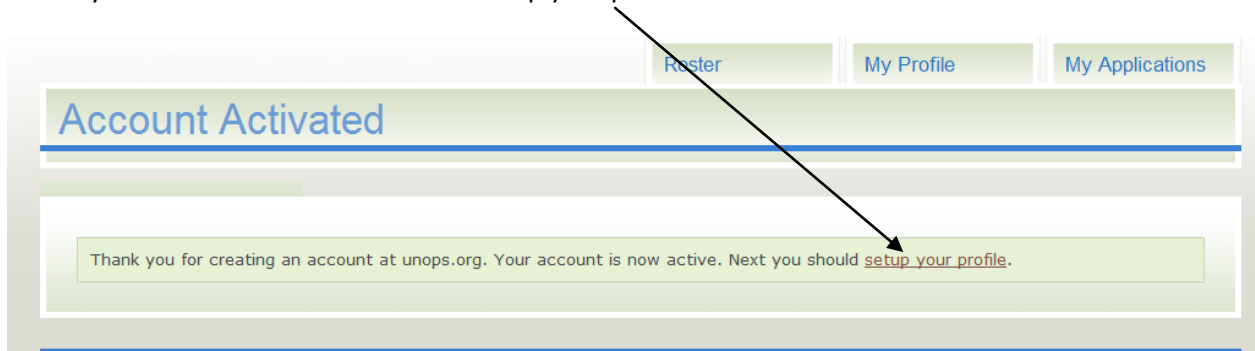 Roster My Profile My Applications
Account Activated
Thank you for creating an account at unops.org. Your account is now active. Next you should setup your profile.